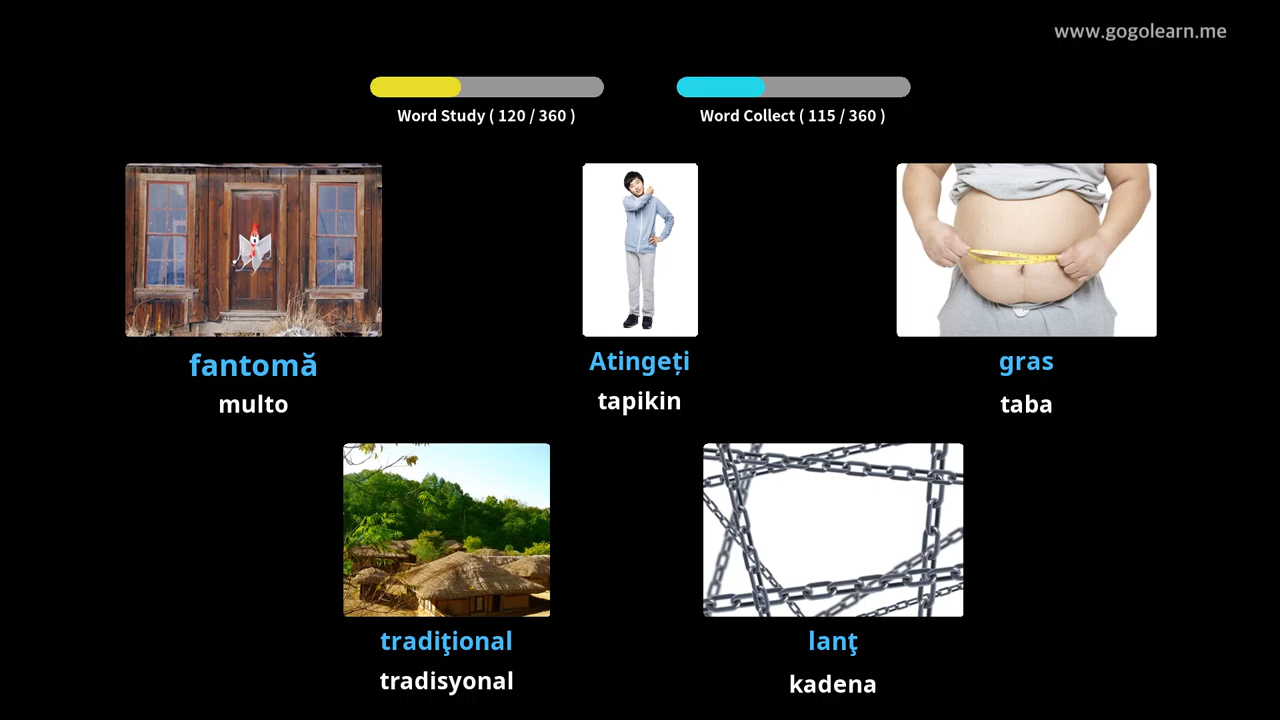 www.gogolearn.me
Word Study ( 120 / 360 )
Word Collect ( 115 / 360 )
fantomă
multo
Atingeți
tapikin
gras
taba
tradiţional
tradisyonal
lanţ
kadena